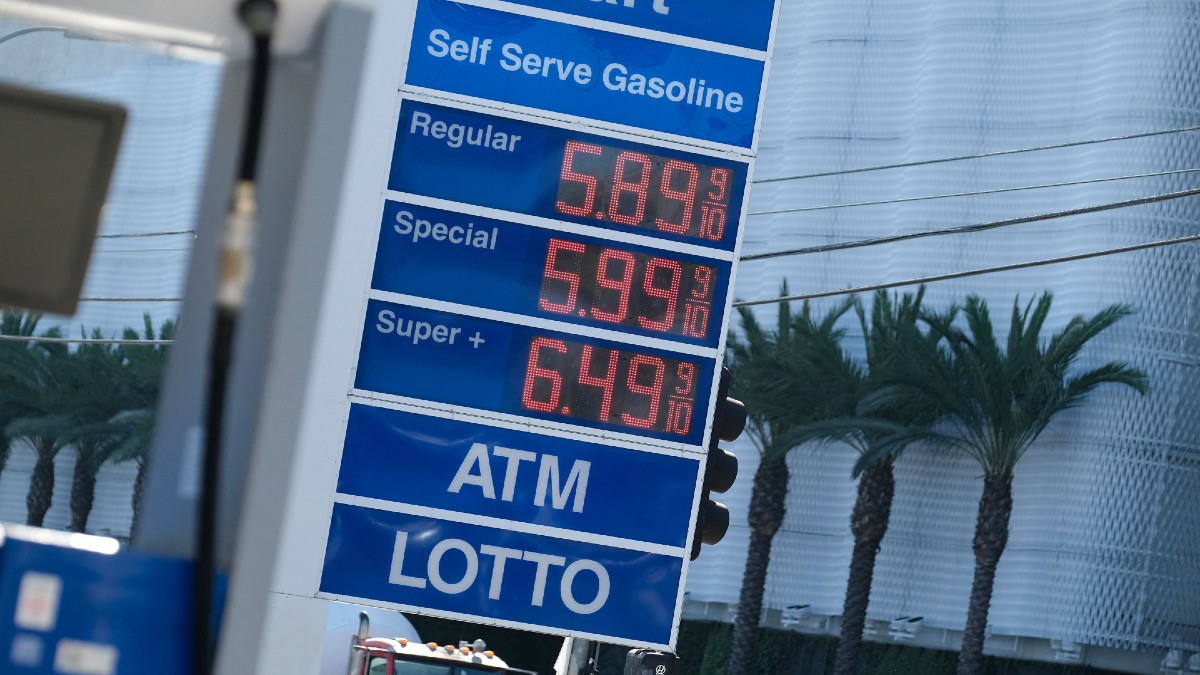 Self Serve Gasoline
Regular 5.89 9/10
Special 5.99 9/10
Super + 6.49 9/10
ATM
LOTTO